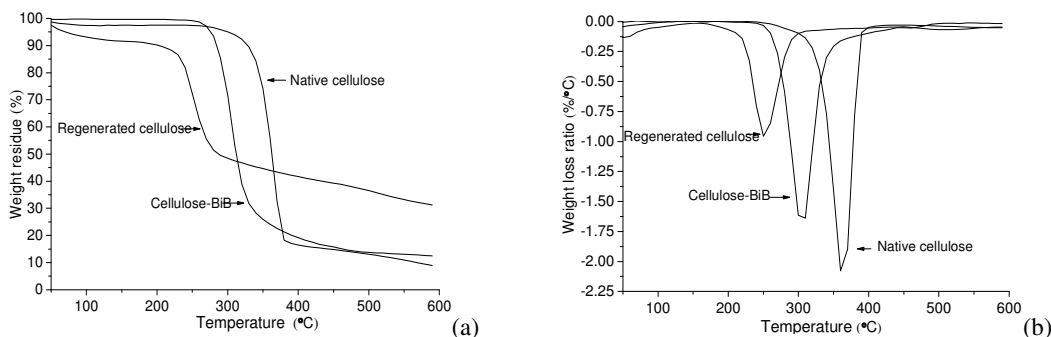 100
90
80
70
60
50
40
30
20
10
0
Weight residue (%)
Native cellulose
Regenerated cellulose
Cellulose-BiB
100 200 300 400 500 600
Temperature (°C)
(a)
0.00
-0.25
-0.50
-0.75
-1.00
-1.25
-1.50
-1.75
-2.00
-2.25
Weight loss ratio (%/°C)
Regenerated cellulose
Cellulose-BiB
Native cellulose
100 200 300 400 500 600
Temperature (°C)
(b)